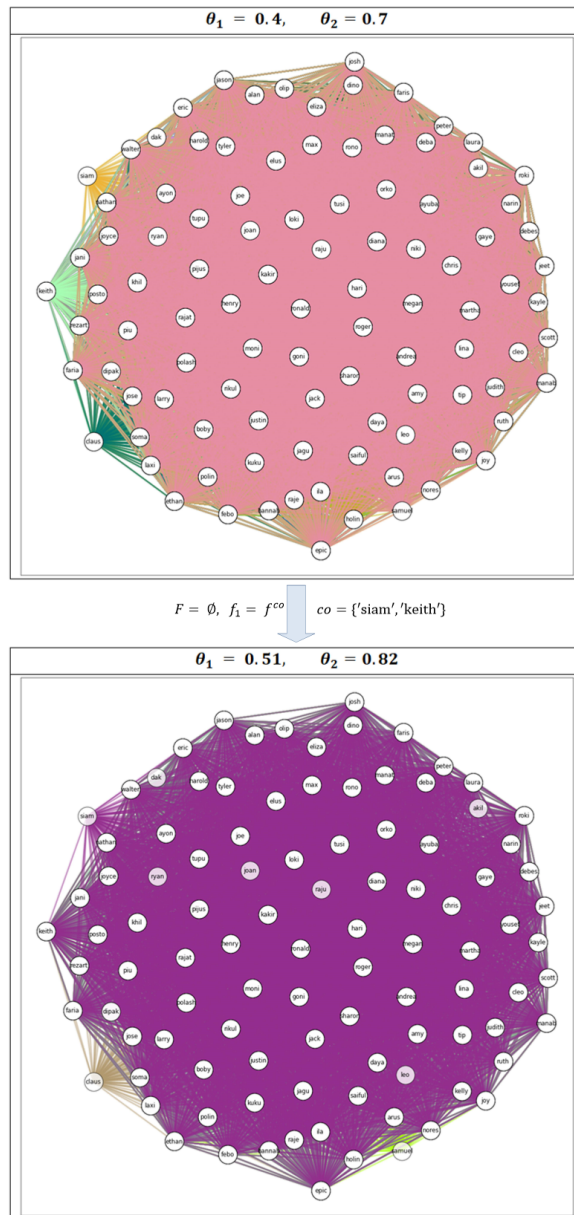 θ₁ = 0.4, θ₂ = 0.7
josh
jason dino
alan olip faris
eric eliza
peter
dak harold manat deba laura
walter tyler max rono
elus akil
siam roki
nathan ayon joe orko narin
tupu tusi ayuba
joyce ryan joan loki debes
raju diana niki gaye
jani chris jeet
pijus kakir
keith posto khil hari yousef
henry negan kayle
rezart rajat ronald martha
piu roger scott
moni goni andrea lina cleo
faria dipak polash
sharon manab
rikul judith
jose larry jack amy tip
justin daya ruth
claus soma boby leo
jagu saiful kelly
laxi kuku joy
polin arus
ethan raje ila nores
febo hannah holin samuel
epic
F = ∅, f₁ = fᶜᵒ co = {'siam','keith'}
θ₁ = 0.51, θ₂ = 0.82
josh
jason dino
alan olip faris
eric eliza
peter
dak harold manat deba laura
walter tyler max rono
elus akil
siam roki
nathan ayon joe orko narin
tupu tusi ayuba
joyce ryan joan loki debes
raju diana niki gaye
jani chris jeet
pijus kakir
keith posto khil hari yousef
henry negan kayle
rezart rajat ronald martha
piu roger scott
moni goni andrea lina cleo
faria dipak polash
sharon manab
rikul judith
jose larry jack amy tip
justin daya ruth
claus soma boby leo
jagu saiful kelly
laxi kuku joy
polin arus
ethan raje ila nores
febo hannah holin samuel
epic